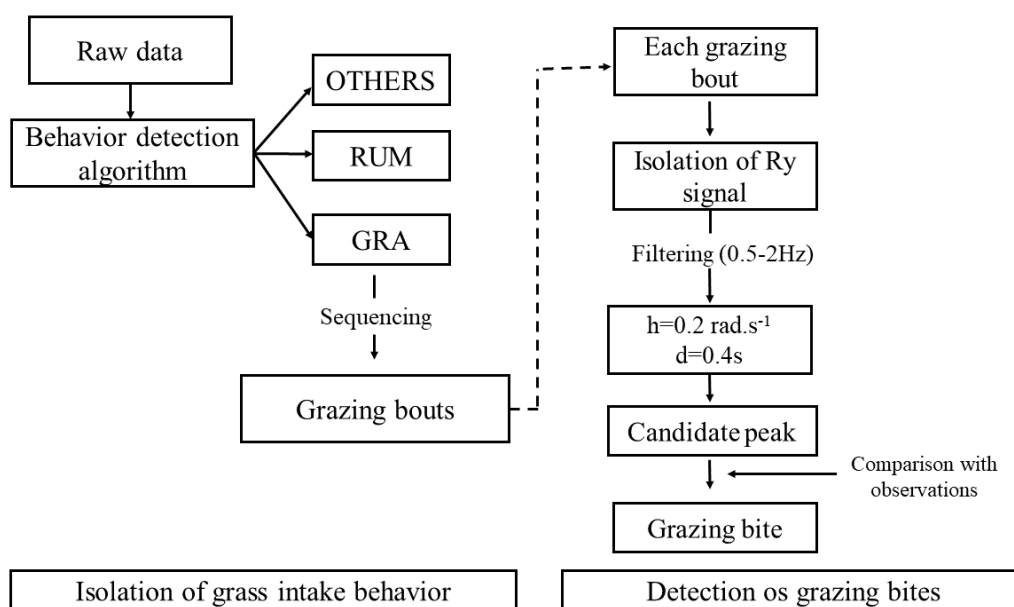 Raw data
Behavior detection
algorithm
OTHERS
RUM
GRA
Sequencing
Grazing bouts
Each grazing
bout
Isolation of Ry
signal
Filtering (0.5-2Hz)
h=0.2 rad.s⁻¹
d=0.4s
Candidate peak
Comparison with
observations
Grazing bite
Isolation of grass intake behavior
Detection os grazing bites